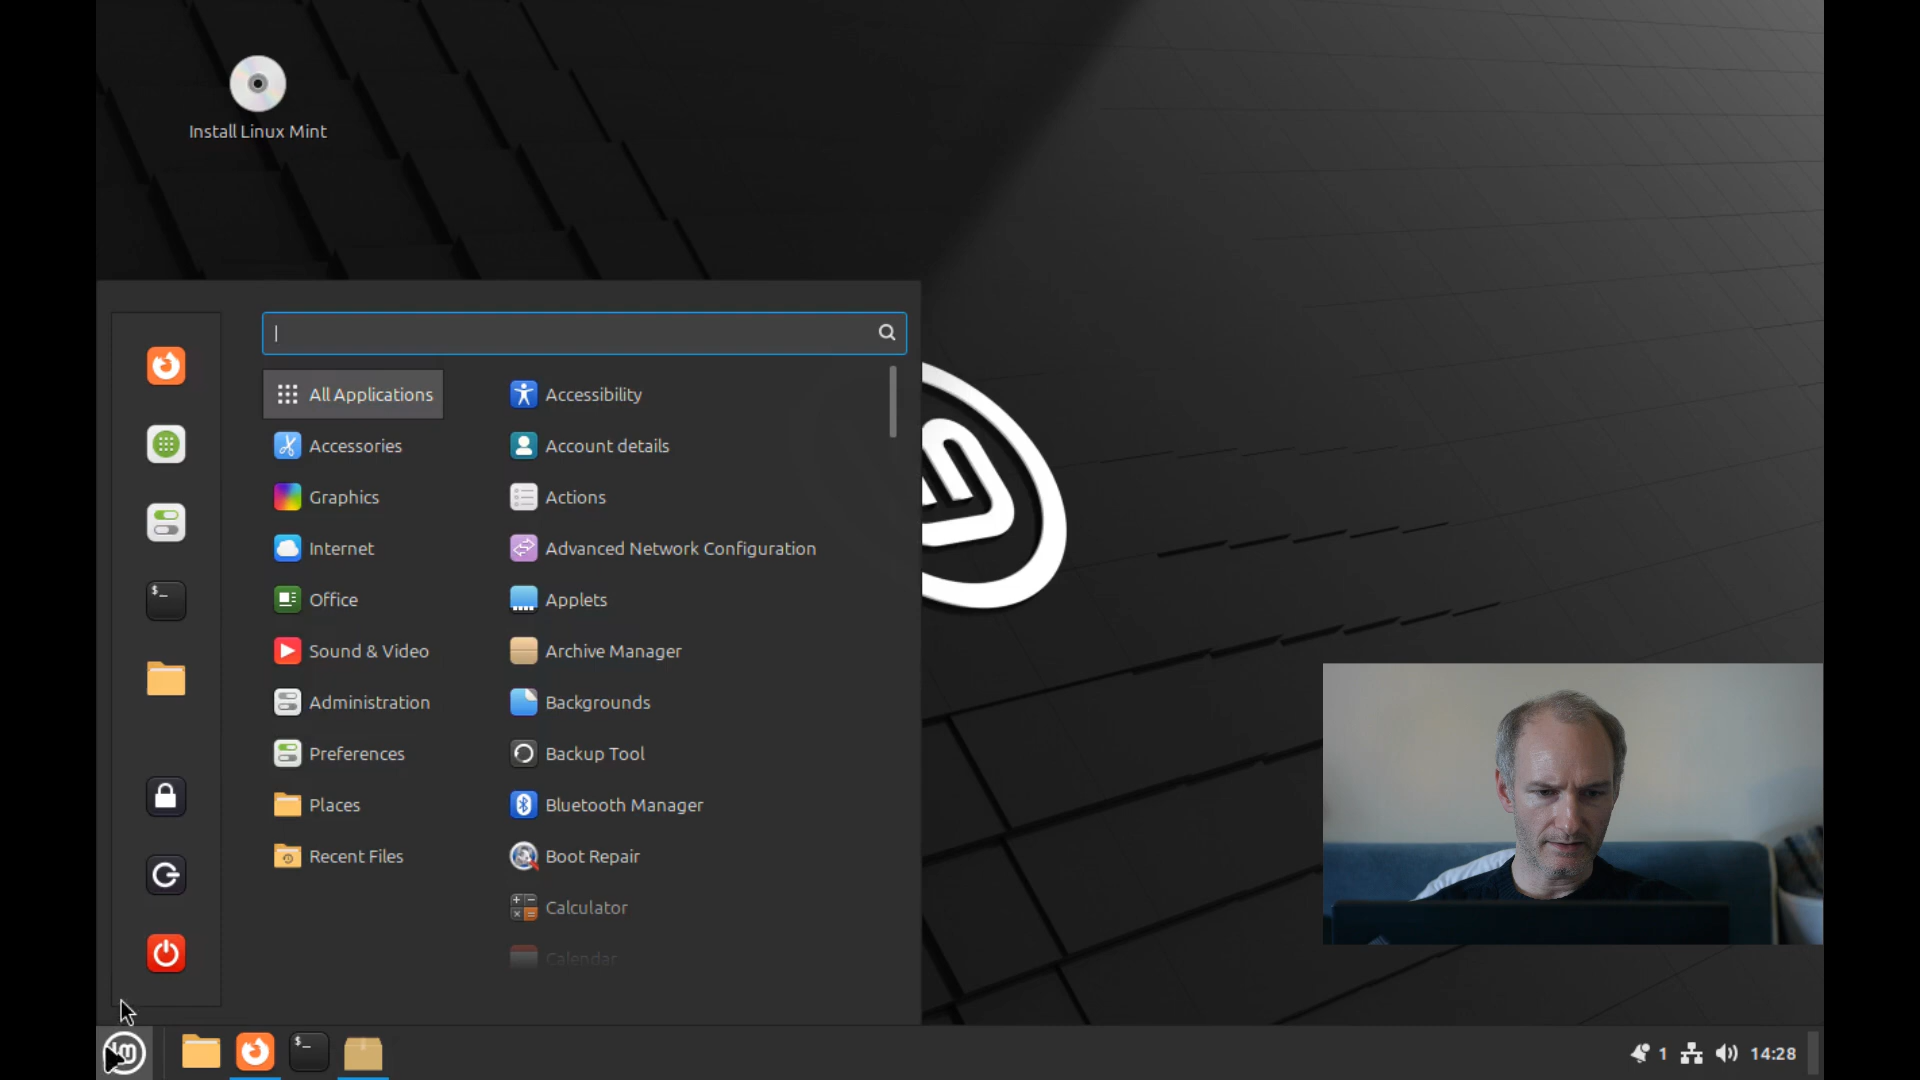 Install Linux Mint
All Applications
Accessories
Graphics
Internet
Office
Sound & Video
Administration
Preferences
Places
Recent Files
Accessibility
Account details
Actions
Advanced Network Configuration
Applets
Archive Manager
Backgrounds
Backup Tool
Bluetooth Manager
Boot Repair
Calculator
Calendar
1
14:28